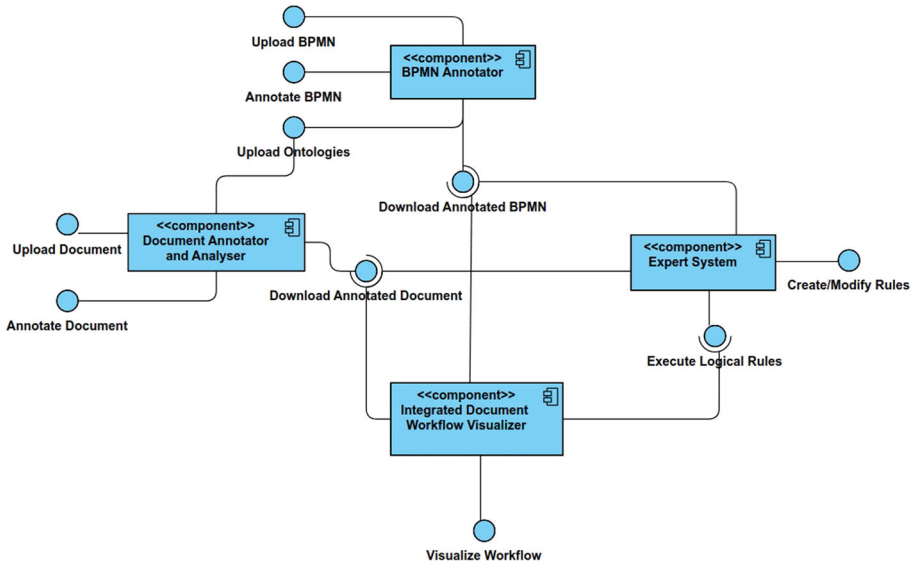 Upload BPMN
<<component>>
BPMN Annotator
Annotate BPMN
Upload Ontologies
Download Annotated BPMN
<<component>>
Document Annotator
and Analyser
Upload Document
<<component>>
Expert System
Create/Modify Rules
Download Annotated Document
Annotate Document
Execute Logical Rules
<<component>>
Integrated Document
Workflow Visualizer
Visualize Workflow